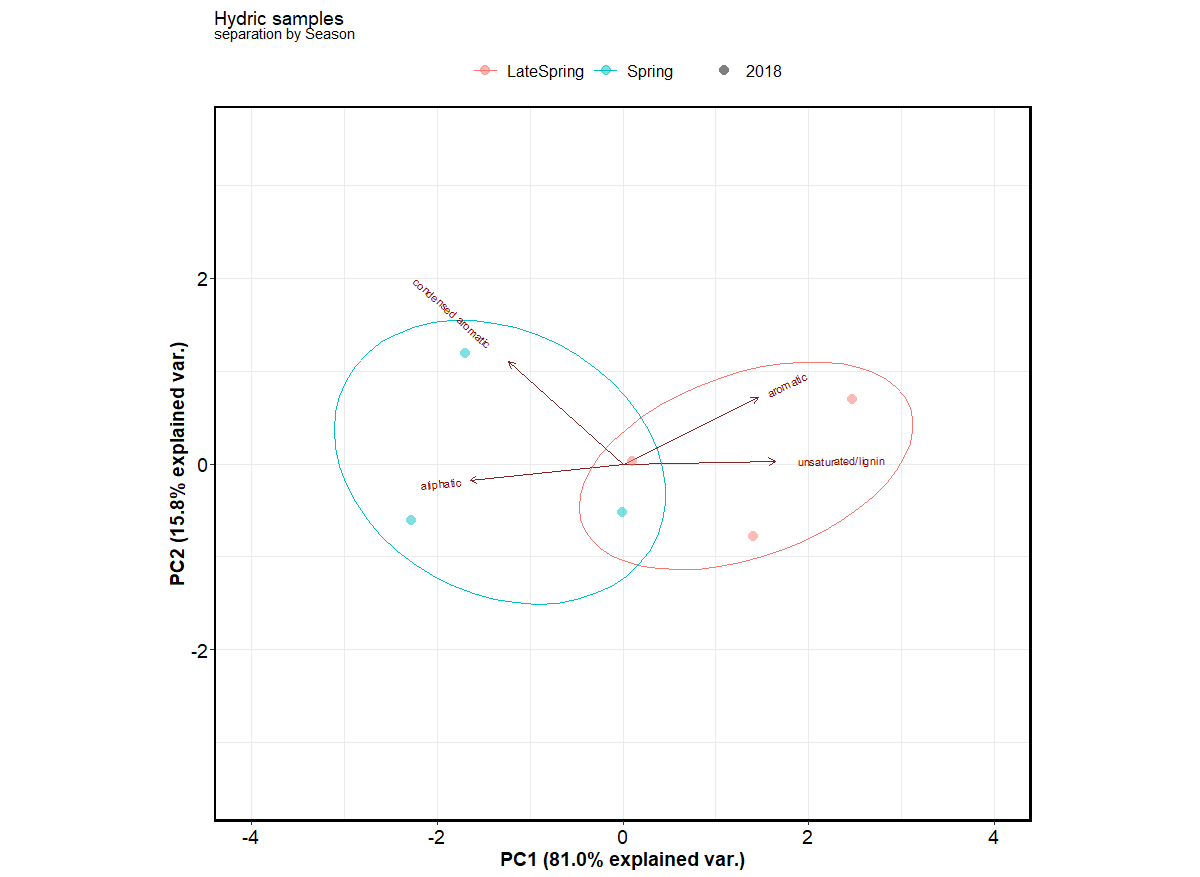 Hydric samples
separation by Season
LateSpring Spring 2018
condensed aromatic
aromatic
unsaturated/lignin
aliphatic
2
0
-2
-4 -2 0 2 4
PC1 (81.0% explained var.)
PC2 (15.8% explained var.)